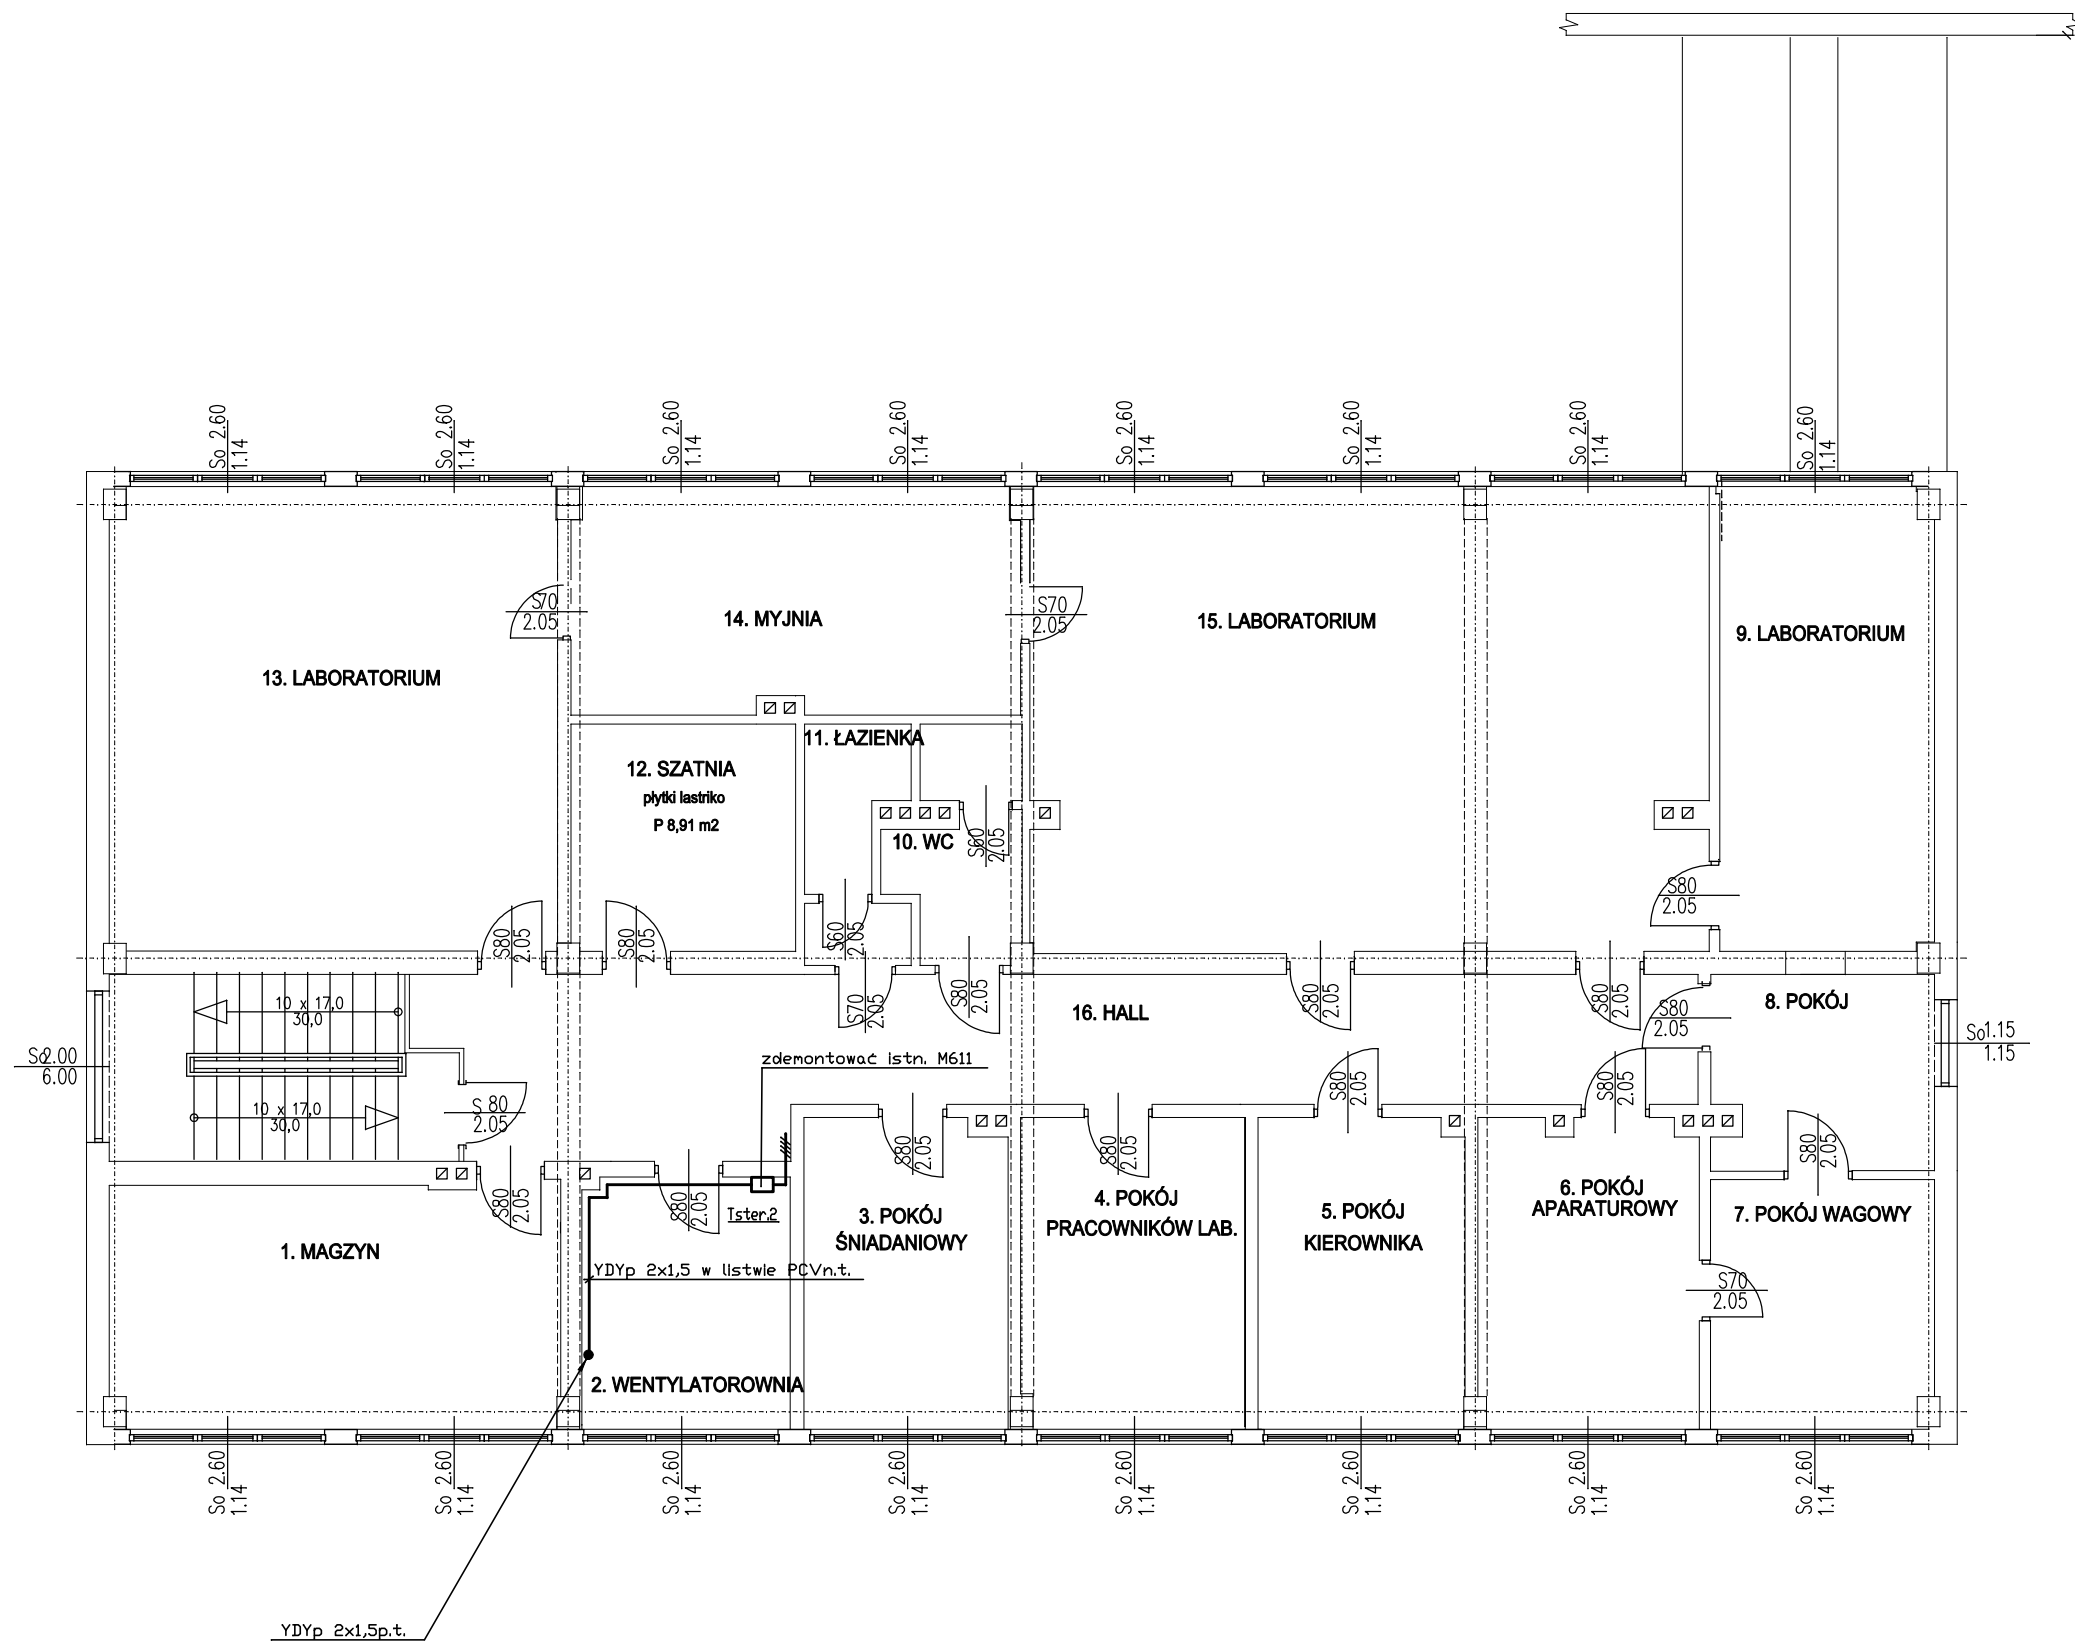 So 2.60
1.14
So 2.60
1.14
So 2.60
1.14
So 2.60
1.14
So 2.60
1.14
So 2.60
1.14
So 2.60
1.14
So 2.60
1.14
S70
2.05
14. MYJNIA
S70
2.05
15. LABORATORIUM
9. LABORATORIUM
13. LABORATORIUM
11. ŁAZIENKA
12. SZATNIA
płytki lastriko
P 8,91 m2
10. WC
S60
2.05
S80
2.05
S80
2.05
S80
2.05
S60
2.05
S70
2.05
S80
2.05
S80
2.05
S80
2.05
S80
2.05
8. POKÓJ
10 x 17,0
30,0
16. HALL
So2.00
6.00
So1.15
1.15
zdemontować istn. M611
10 x 17,0
30,0
S 80
2.05
S80
2.05
S80
2.05
S80
2.05
S80
2.05
S80
2.05
S80
2.05
S80
2.05
Tster.2
3. POKÓJ
ŚNIADANIOWY
4. POKÓJ
PRACOWNIKÓW LAB.
5. POKÓJ
KIEROWNIKA
6. POKÓJ
APARATUROWY
7. POKÓJ WAGOWY
1. MAGZYN
YDYp 2x1,5 w listwie PCVn.t.
S70
2.05
2. WENTYLATOROWNIA
So 2.60
1.14
So 2.60
1.14
So 2.60
1.14
So 2.60
1.14
So 2.60
1.14
So 2.60
1.14
So 2.60
1.14
So 2.60
1.14
YDYp 2x1,5p.t.